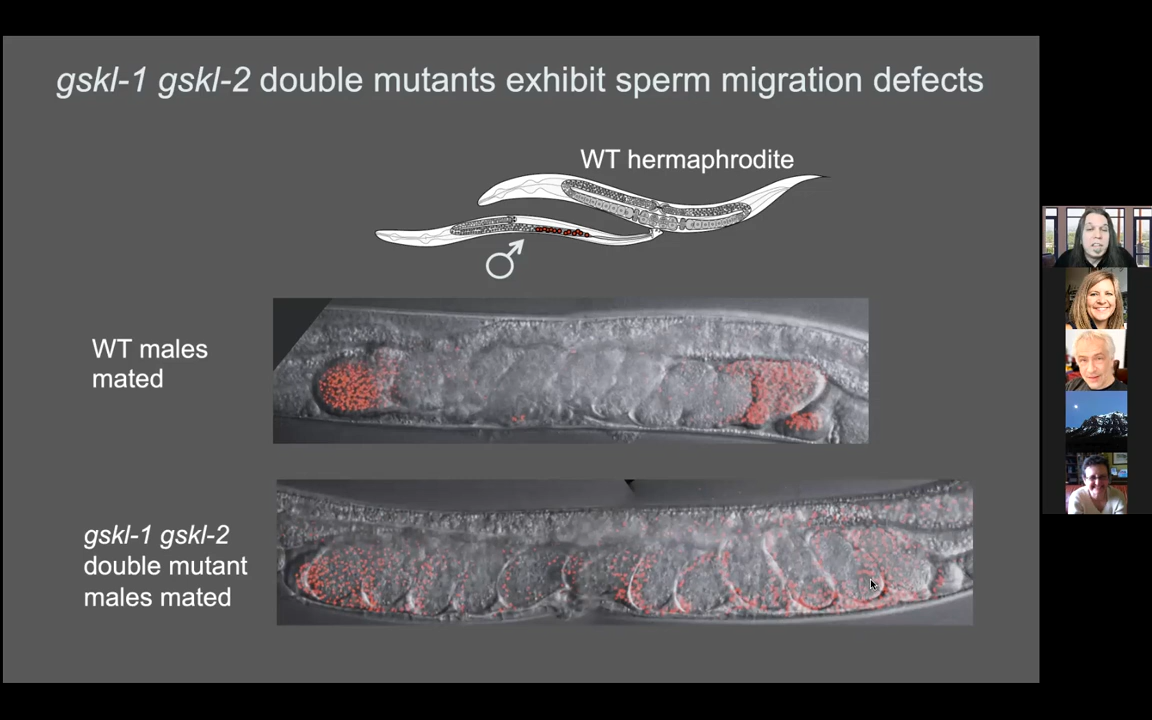 gskl-1 gskl-2 double mutants exhibit sperm migration defects
WT hermaphrodite
WT males
mated
gskl-1 gskl-2
double mutant
males mated